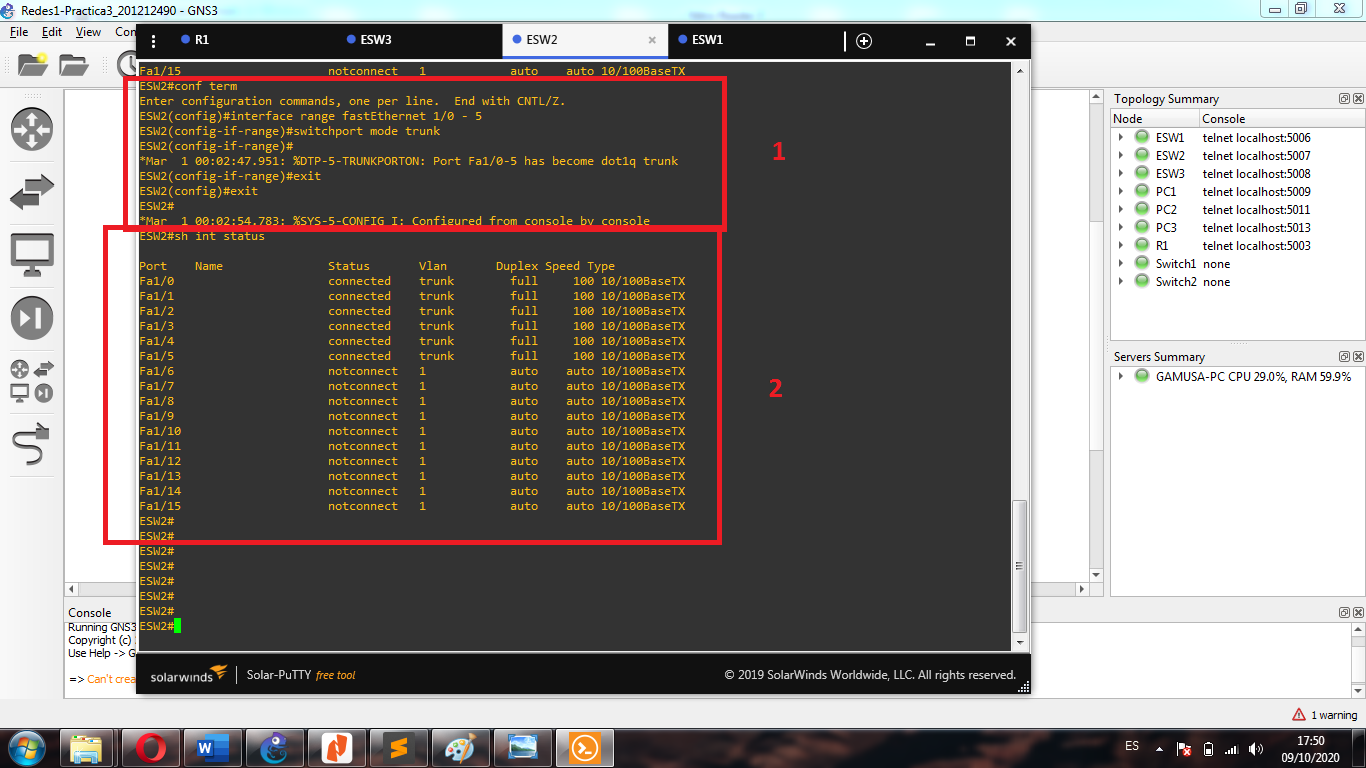 Redes1-Practica3_201212490 - GNS3
File Edit View Con
R1 ESW3 ESW2 × ESW1
Fa1/15 notconnect 1 auto auto 10/100BaseTX
ESW2#conf term
Enter configuration commands, one per line. End with CNTL/Z.
ESW2(config)#interface range fastEthernet 1/0 - 5
ESW2(config-if-range)#switchport mode trunk
ESW2(config-if-range)#
*Mar 1 00:02:47.951: %DTP-5-TRUNKPORTON: Port Fa1/0-5 has become dot1q trunk
ESW2(config-if-range)#exit
ESW2(config)#exit
ESW2#
*Mar 1 00:02:54.783: %SYS-5-CONFIG_I: Configured from console by console
1
ESW2#sh int status
Port Name Status Vlan Duplex Speed Type
Fa1/0 connected trunk full 100 10/100BaseTX
Fa1/1 connected trunk full 100 10/100BaseTX
Fa1/2 connected trunk full 100 10/100BaseTX
Fa1/3 connected trunk full 100 10/100BaseTX
Fa1/4 connected trunk full 100 10/100BaseTX
Fa1/5 connected trunk full 100 10/100BaseTX
Fa1/6 notconnect 1 auto auto 10/100BaseTX
Fa1/7 notconnect 1 auto auto 10/100BaseTX
Fa1/8 notconnect 1 auto auto 10/100BaseTX
Fa1/9 notconnect 1 auto auto 10/100BaseTX
Fa1/10 notconnect 1 auto auto 10/100BaseTX
Fa1/11 notconnect 1 auto auto 10/100BaseTX
Fa1/12 notconnect 1 auto auto 10/100BaseTX
Fa1/13 notconnect 1 auto auto 10/100BaseTX
Fa1/14 notconnect 1 auto auto 10/100BaseTX
Fa1/15 notconnect 1 auto auto 10/100BaseTX
2
ESW2#
ESW2#
ESW2#
ESW2#
ESW2#
ESW2#
ESW2#
ESW2#
solarwinds Solar-PuTTY free tool © 2019 SolarWinds Worldwide, LLC. All rights reserved.
Topology Summary
Node Console
ESW1 telnet localhost:5006
ESW2 telnet localhost:5007
ESW3 telnet localhost:5008
PC1 telnet localhost:5009
PC2 telnet localhost:5011
PC3 telnet localhost:5013
R1 telnet localhost:5003
Switch1 none
Switch2 none
Servers Summary
GAMUSA-PC CPU 29.0%, RAM 59.9%
Console
Running GNS3
Copyright (c)
Use Help -> G
=> Can't crea
1 warning
ES
17:50
09/10/2020